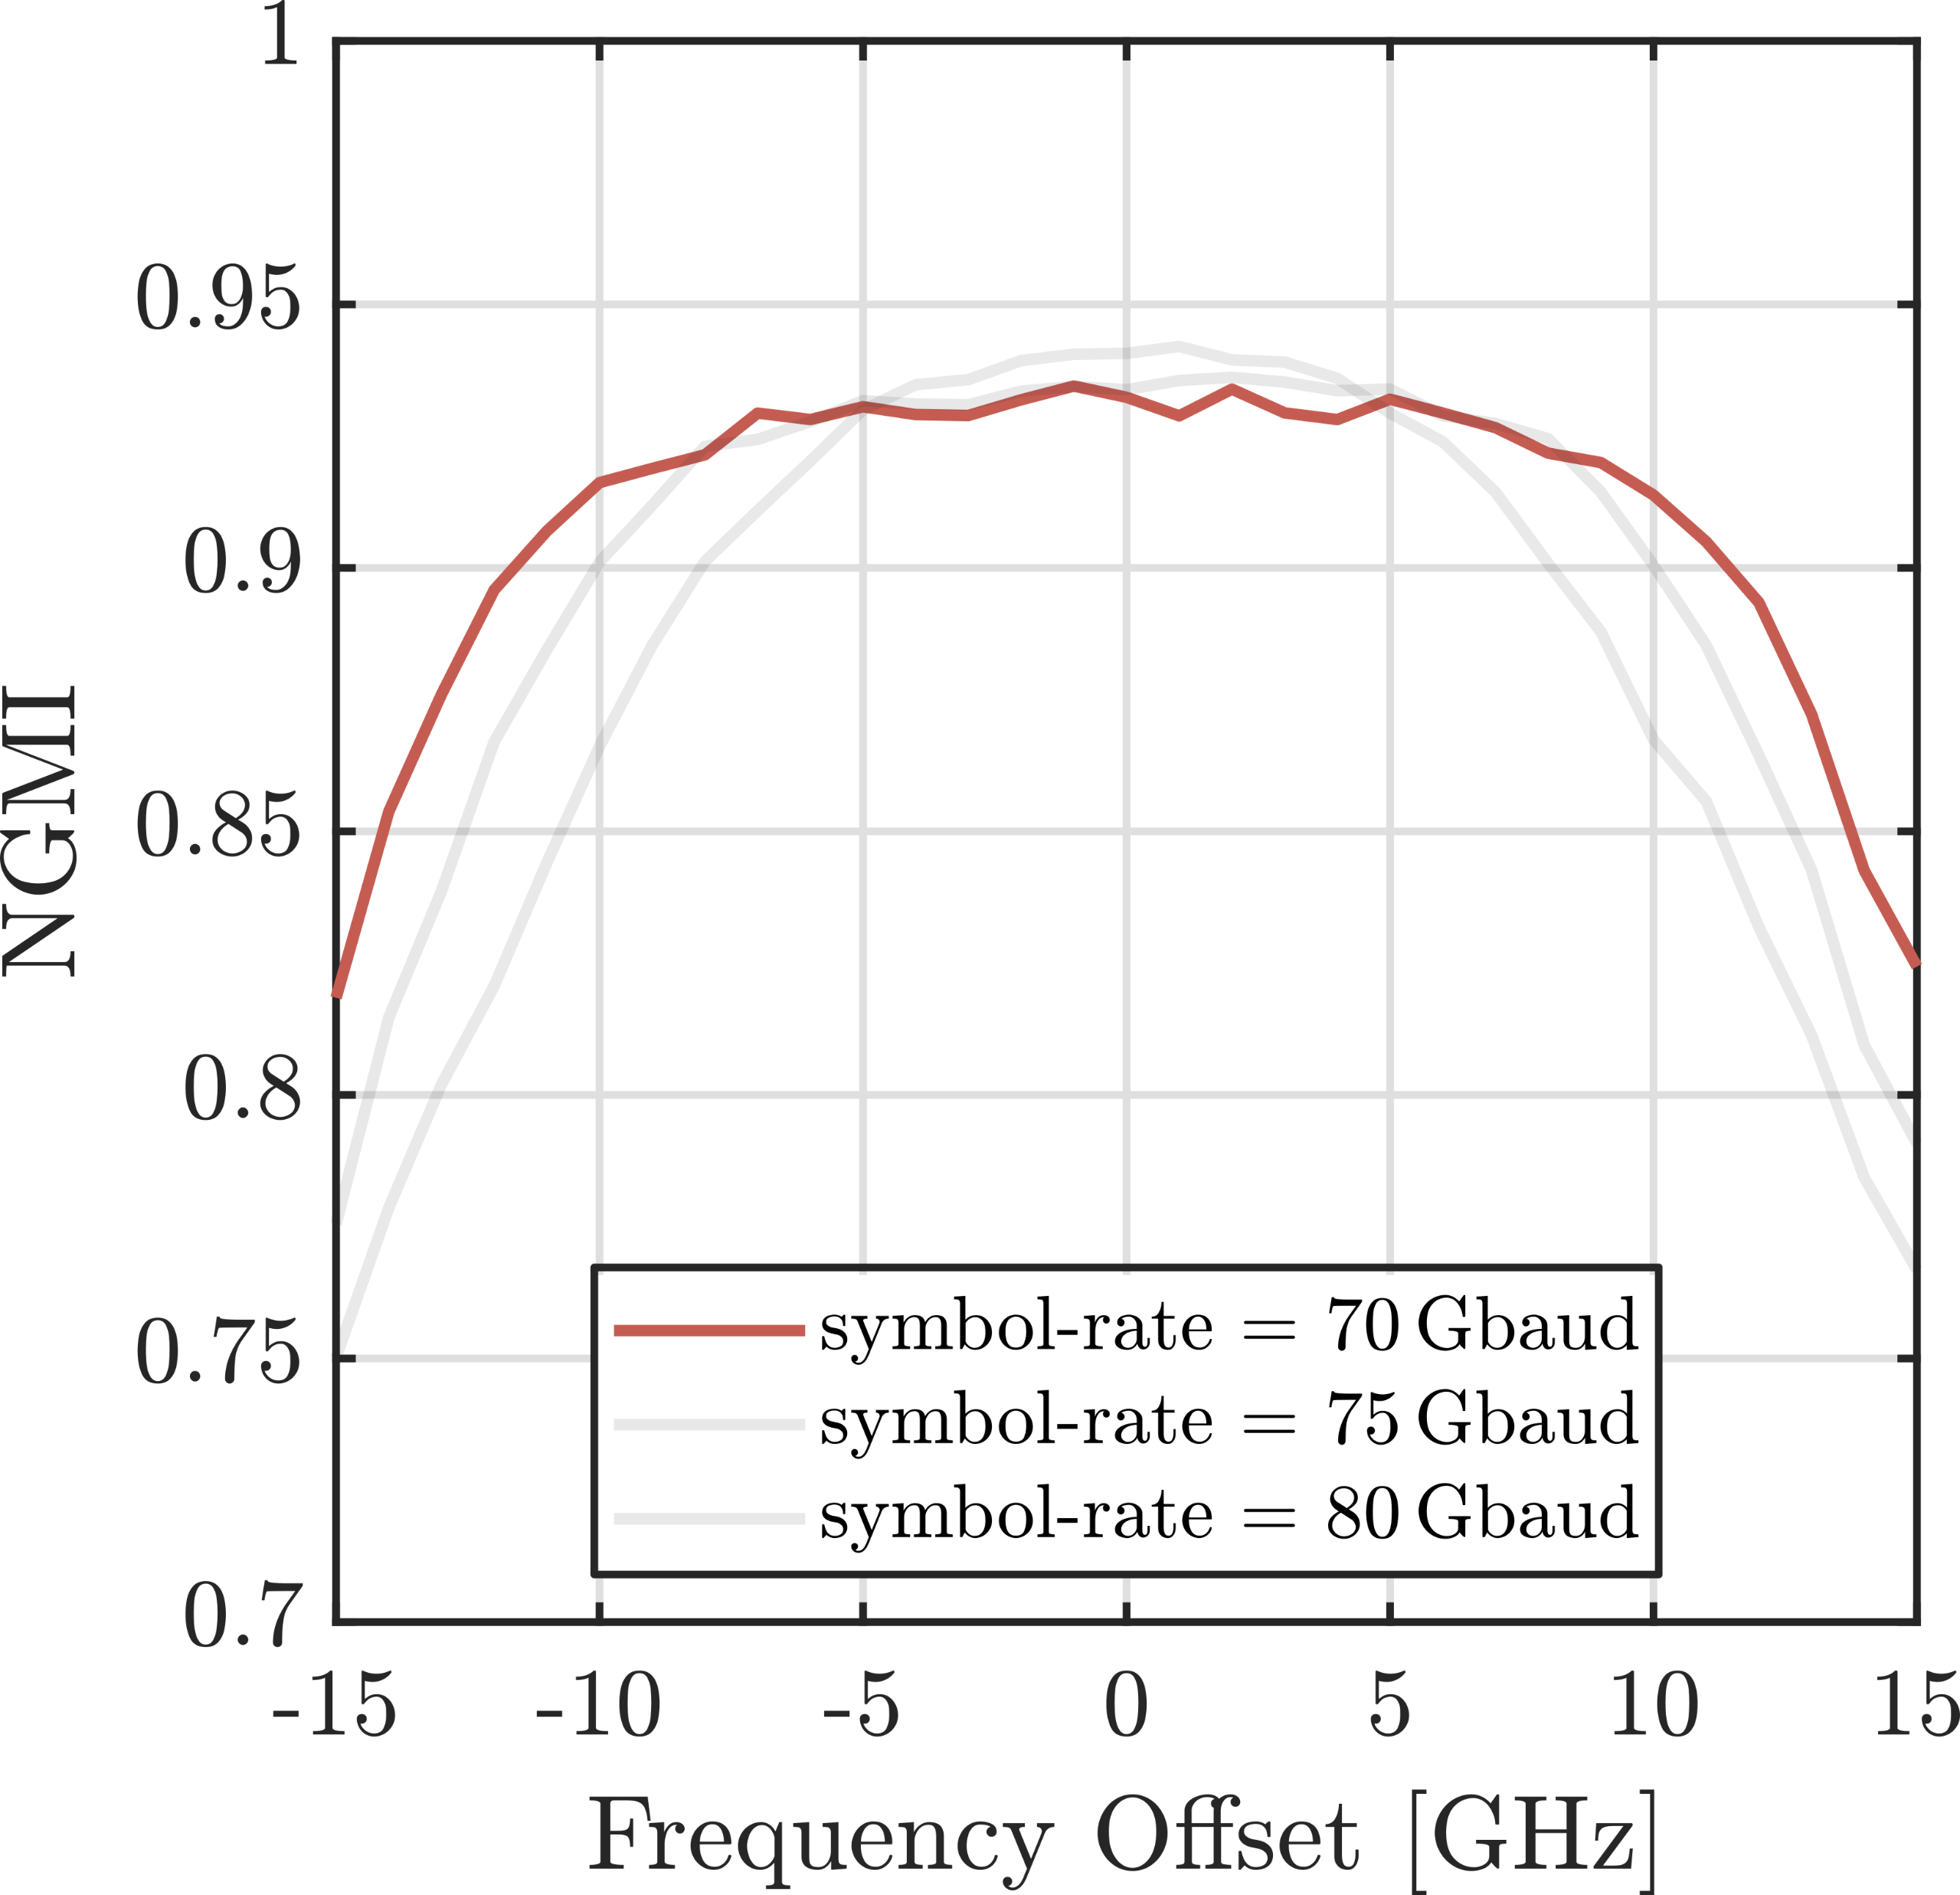 1
0.95
0.9
0.85
0.8
0.75
0.7
NGMI
symbol-rate = 70 Gbaud
symbol-rate = 75 Gbaud
symbol-rate = 80 Gbaud
-15 -10 -5 0 5 10 15
Frequency Offset [GHz]